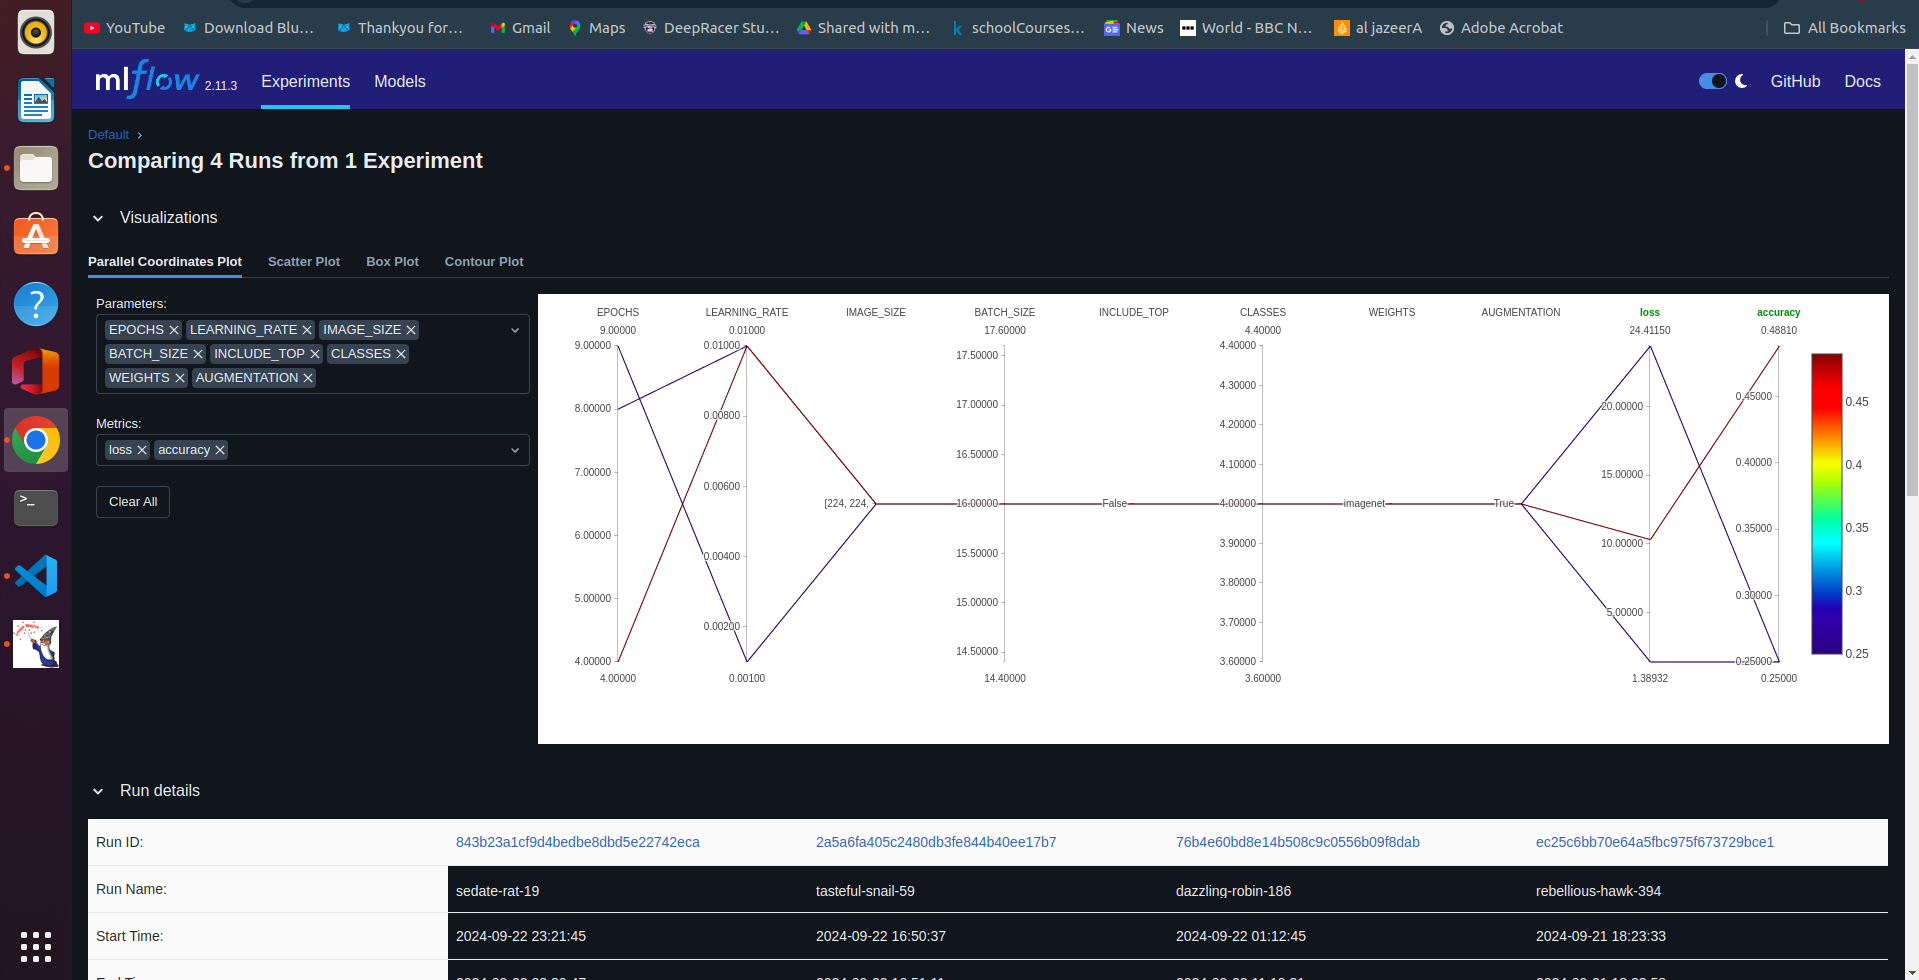 YouTube Download Blu... Thankyou for... Gmail Maps DeepRacer Stu... Shared with m... schoolCourses... News World - BBC N... al jazeerA Adobe Acrobat All Bookmarks
mlflow 2.11.3 Experiments Models GitHub Docs
Default ›
Comparing 4 Runs from 1 Experiment
Visualizations
Parallel Coordinates Plot Scatter Plot Box Plot Contour Plot
Parameters:
EPOCHS LEARNING_RATE IMAGE_SIZE
BATCH_SIZE INCLUDE_TOP CLASSES
WEIGHTS AUGMENTATION
Metrics:
loss accuracy
Clear All
EPOCHS LEARNING_RATE IMAGE_SIZE BATCH_SIZE INCLUDE_TOP CLASSES WEIGHTS AUGMENTATION loss accuracy
9.00000 0.01000 17.60000 4.40000 24.41150 0.48810
9.00000
8.00000
7.00000
6.00000
5.00000
4.00000
4.00000
0.01000
0.00800
0.00600
0.00400
0.00200
0.00100
[224, 224,
17.50000
17.00000
16.50000
16.00000
15.50000
15.00000
14.50000
14.40000
False
4.40000
4.30000
4.20000
4.10000
4.00000
3.90000
3.80000
3.70000
3.60000
3.60000
imagenet
True
20.00000
15.00000
10.00000
5.00000
1.38932
0.45000
0.40000
0.35000
0.30000
0.25000
0.25000
0.45
0.4
0.35
0.3
0.25
Run details
Run ID: 843b23a1cf9d4bedbe8dbd5e22742eca 2a5a6fa405c2480db3fe844b40ee17b7 76b4e60bd8e14b508c9c0556b09f8dab ec25c6bb70e64a5fbc975f673729bce1
Run Name: sedate-rat-19 tasteful-snail-59 dazzling-robin-186 rebellious-hawk-394
Start Time: 2024-09-22 23:21:45 2024-09-22 16:50:37 2024-09-22 01:12:45 2024-09-21 18:23:33